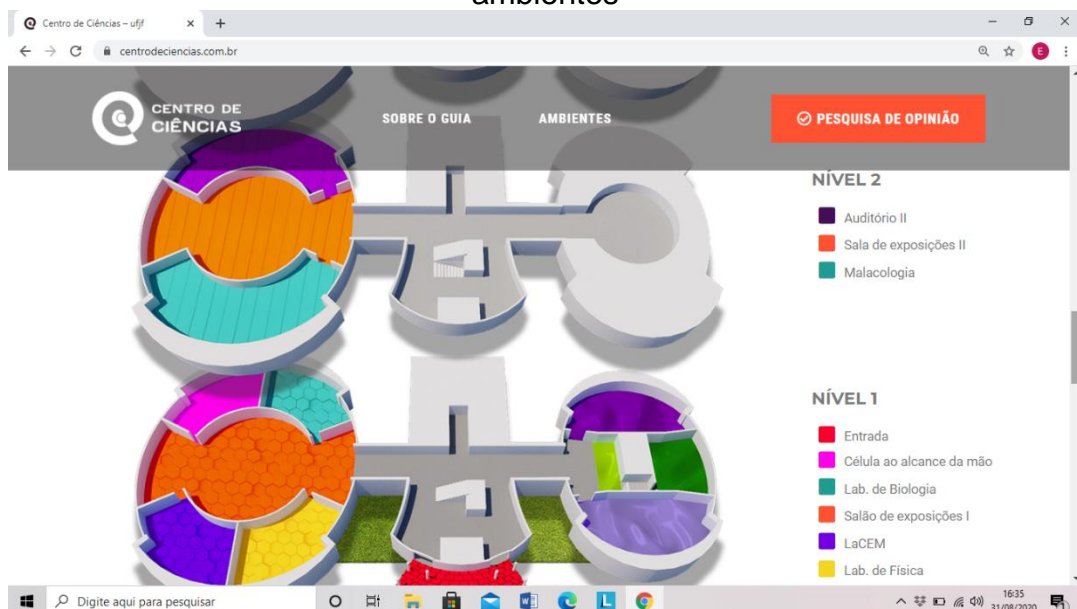 ambientes
Centro de Ciências – ufjf
centrodeciencias.com.br
E
CENTRO DE
CIÊNCIAS
SOBRE O GUIA
AMBIENTES
PESQUISA DE OPINIÃO
NÍVEL 2
Auditório II
Sala de exposições II
Malacologia
NÍVEL 1
Entrada
Célula ao alcance da mão
Lab. de Biologia
Salão de exposições I
LaCEM
Lab. de Física
Digite aqui para pesquisar
16:35
31/08/2020